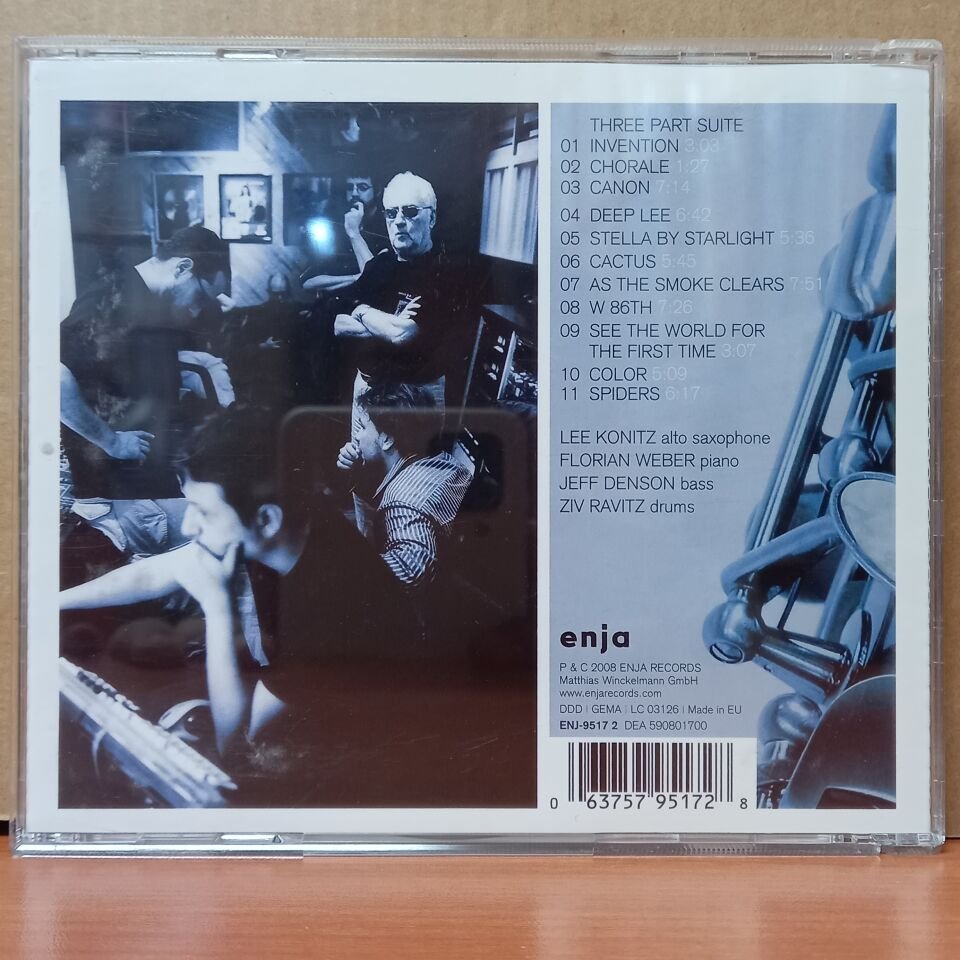 THREE PART SUITE
01 INVENTION 3:03
02 CHORALE 1:27
03 CANON 7:14
04 DEEP LEE 6:42
05 STELLA BY STARLIGHT 5:36
06 CACTUS 5:45
07 AS THE SMOKE CLEARS 7:51
08 W 86TH 7:26
09 SEE THE WORLD FOR
THE FIRST TIME 3:07
10 COLOR 5:09
11 SPIDERS 6:17
LEE KONITZ alto saxophone
FLORIAN WEBER piano
JEFF DENSON bass
ZIV RAVITZ drums
enja
P & C 2008 ENJA RECORDS
Matthias Winckelmann GmbH
www.enjarecords.com
DDD | GEMA | LC 03126 | Made in EU
ENJ-9517 2 DEA 590801700
0 63757 95172 8